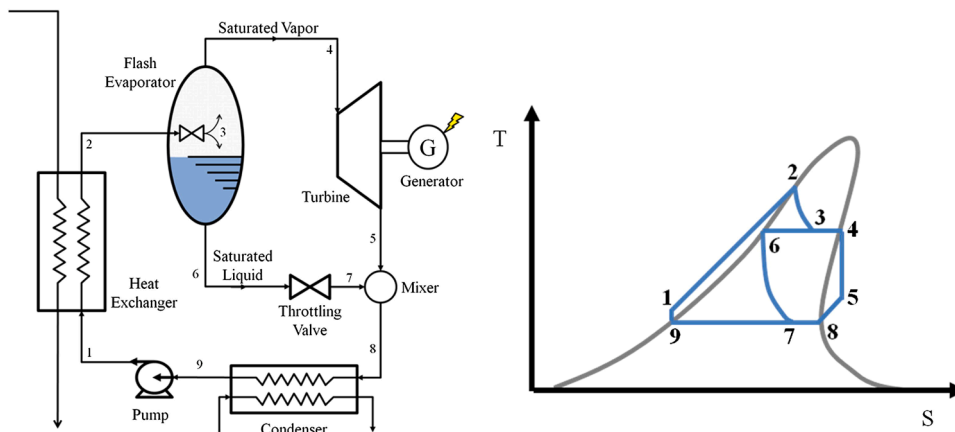 Saturated Vapor
4
Flash
Evaporator
3
2
G
Generator
Turbine
5
6
Saturated
Liquid
7
Mixer
Throttling
Valve
Heat
Exchanger
8
1
9
Pump
Condenser
T
2
3
4
6
5
1
9
7
8
S